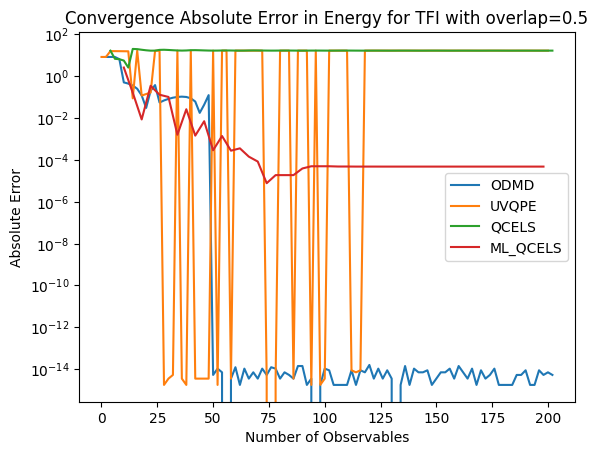 Convergence Absolute Error in Energy for TFI with overlap=0.5
Absolute Error
10^2
10^0
10^-2
10^-4
10^-6
10^-8
10^-10
10^-12
10^-14
ODMD
UVQPE
QCELS
ML_QCELS
0 25 50 75 100 125 150 175 200
Number of Observables